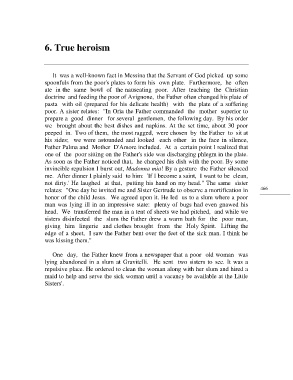 6. True heroism
It was a well-known fact in Messina that the Servant of God picked up some
spoonfuls from the poor's plates to form his own plate. Furthermore, he often
ate in the same bowl of the nauseating poor. After teaching the Christian
doctrine and feeding the poor of Avignone, the Father often changed his plate of
pasta with oil (prepared for his delicate health) with the plate of a suffering
poor. A sister relates: "In Oria the Father commanded the mother superior to
prepare a good dinner for several gentlemen, the following day. By his order
we brought about the best dishes and napkins. At the set time, about 30 poor
peeped in. Two of them, the most ragged, were chosen by the Father to sit at
his sides; we were astounded and looked each other in the face in silence,
Father Palma and Mother D'Amore included. At a certain point I realized that
one of the poor sitting on the Father's side was discharging phlegm in the plate.
As soon as the Father noticed that, he changed his dish with the poor. By some
invincible repulsion I burst out, Madonna mia! By a gesture the Father silenced
me. After dinner I plainly said to him: 'If I become a saint, I want to be clean,
not dirty.' He laughed at that, putting his hand on my head." The same sister
relates: "One day he invited me and Sister Gertrude to observe a mortification in
honor of the child Jesus. We agreed upon it. He led us to a slum where a poor
man was lying ill in an impressive state: plenty of bugs had even gnawed his
head. We transferred the man in a tent of sheets we had pitched, and while we
sisters disinfected the slum the Father drew a warm bath for the poor man,
giving him lingerie and clothes brought from the Holy Spirit. Lifting the
edge of a sheet, I saw the Father bent over the feet of the sick man. I think he
was kissing them."
One day, the Father knew from a newspaper that a poor old woman was
lying abandoned in a slum at Gravitelli. He sent two sisters to see. It was a
repulsive place. He ordered to clean the woman along with her slum and hired a
maid to help and serve the sick woman until a vacancy be available at the Little
Sisters'.